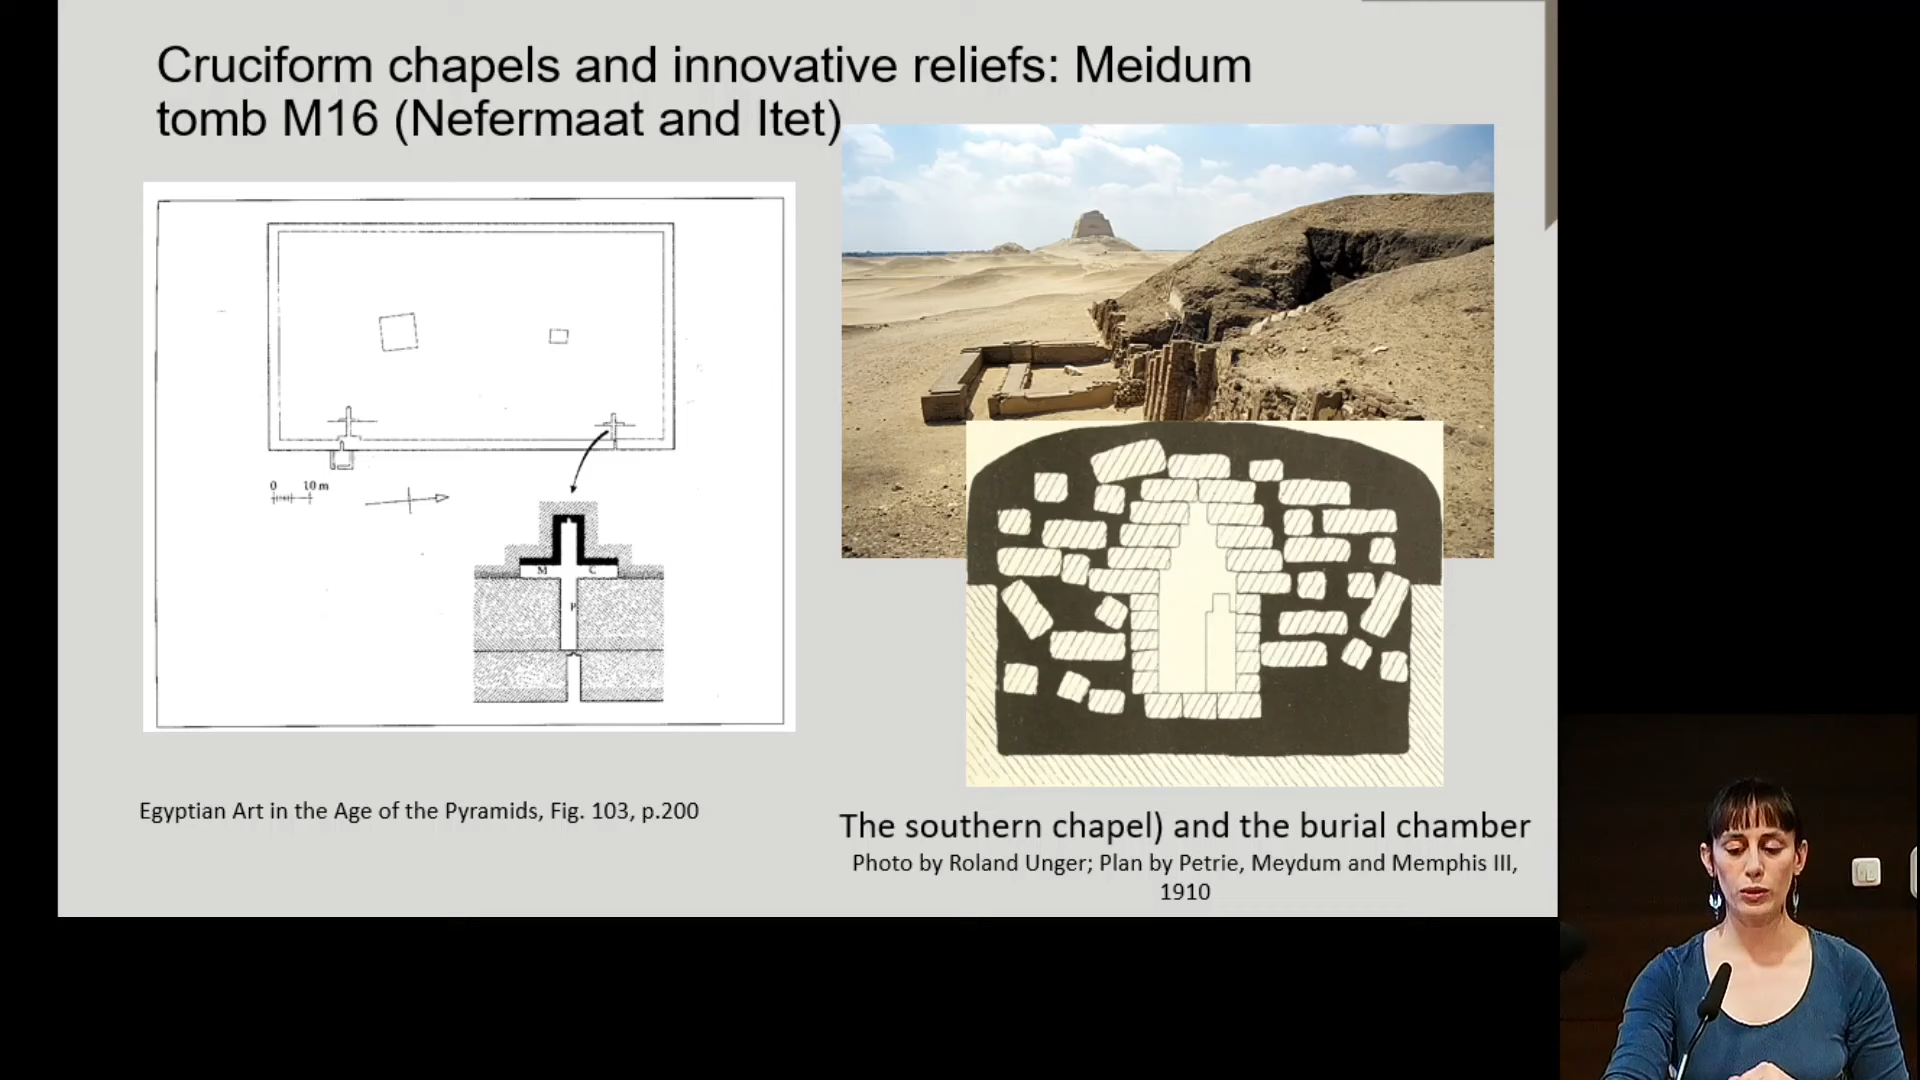 Cruciform chapels and innovative reliefs: Meidum
tomb M16 (Nefermaat and Itet)
0 10 m
M C
P
Egyptian Art in the Age of the Pyramids, Fig. 103, p.200
The southern chapel) and the burial chamber
Photo by Roland Unger; Plan by Petrie, Meydum and Memphis III,
1910